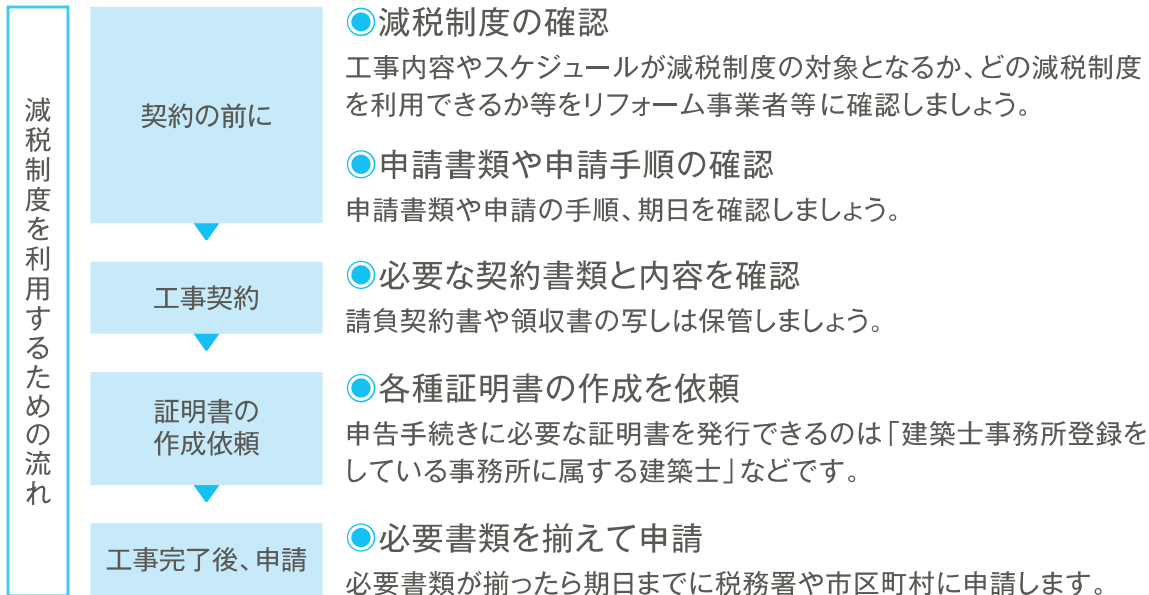 減税制度を利用するための流れ
契約の前に
◉減税制度の確認
工事内容やスケジュールが減税制度の対象となるか、どの減税制度
を利用できるか等をリフォーム事業者等に確認しましょう。
◉申請書類や申請手順の確認
申請書類や申請の手順、期日を確認しましょう。
工事契約
◉必要な契約書類と内容を確認
請負契約書や領収書の写しは保管しましょう。
証明書の
作成依頼
◉各種証明書の作成を依頼
申告手続きに必要な証明書を発行できるのは「建築士事務所登録を
している事務所に属する建築士」などです。
工事完了後、申請
◉必要書類を揃えて申請
必要書類が揃ったら期日までに税務署や市区町村に申請します。